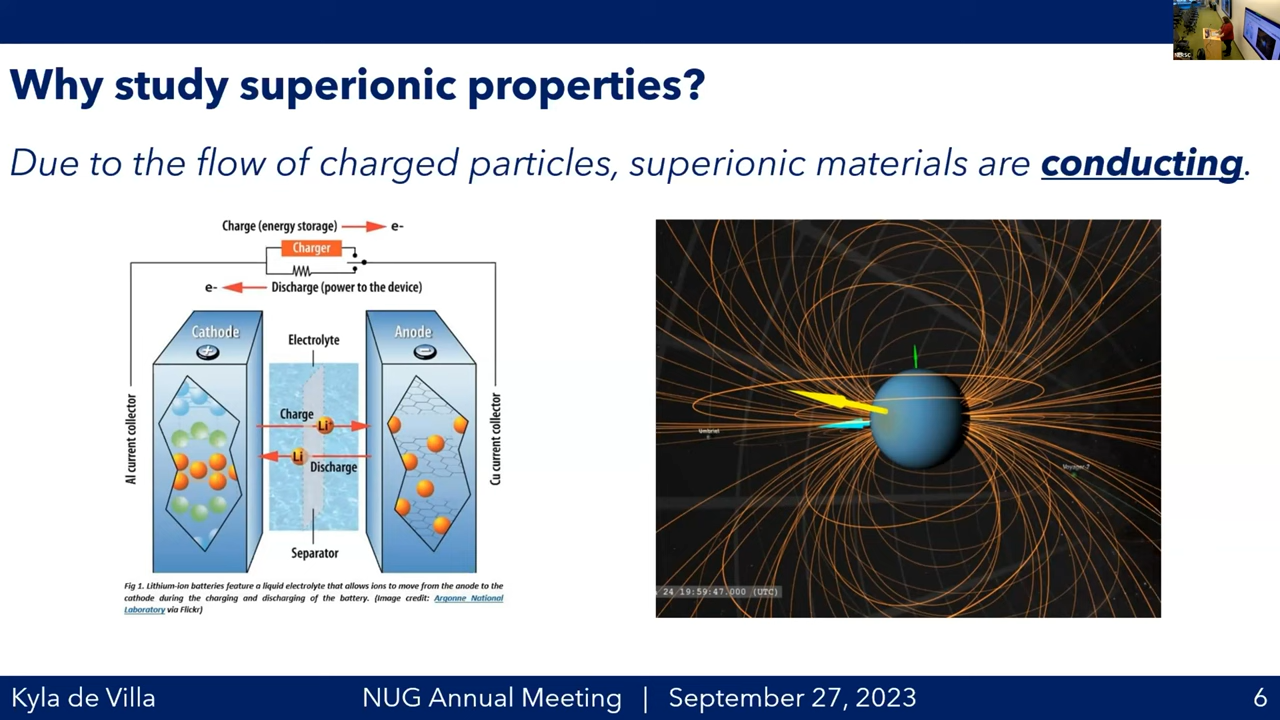 Why study superionic properties?
Due to the flow of charged particles, superionic materials are conducting.
Charge (energy storage) e-
Charger
e- Discharge (power to the device)
Cathode
+
Electrolyte
Anode
-
Al current collector
Charge
Li+
Li
Discharge
Cu current collector
Separator
Fig 1. Lithium-ion batteries feature a liquid electrolyte that allows ions to move from the anode to the
cathode during the charging and discharging of the battery. (Image credit: Argonne National
Laboratory via Flickr)
Umbriel
Voyager-2
24 19:59:47.000 (UTC)
Kyla de Villa
NUG Annual Meeting | September 27, 2023
6